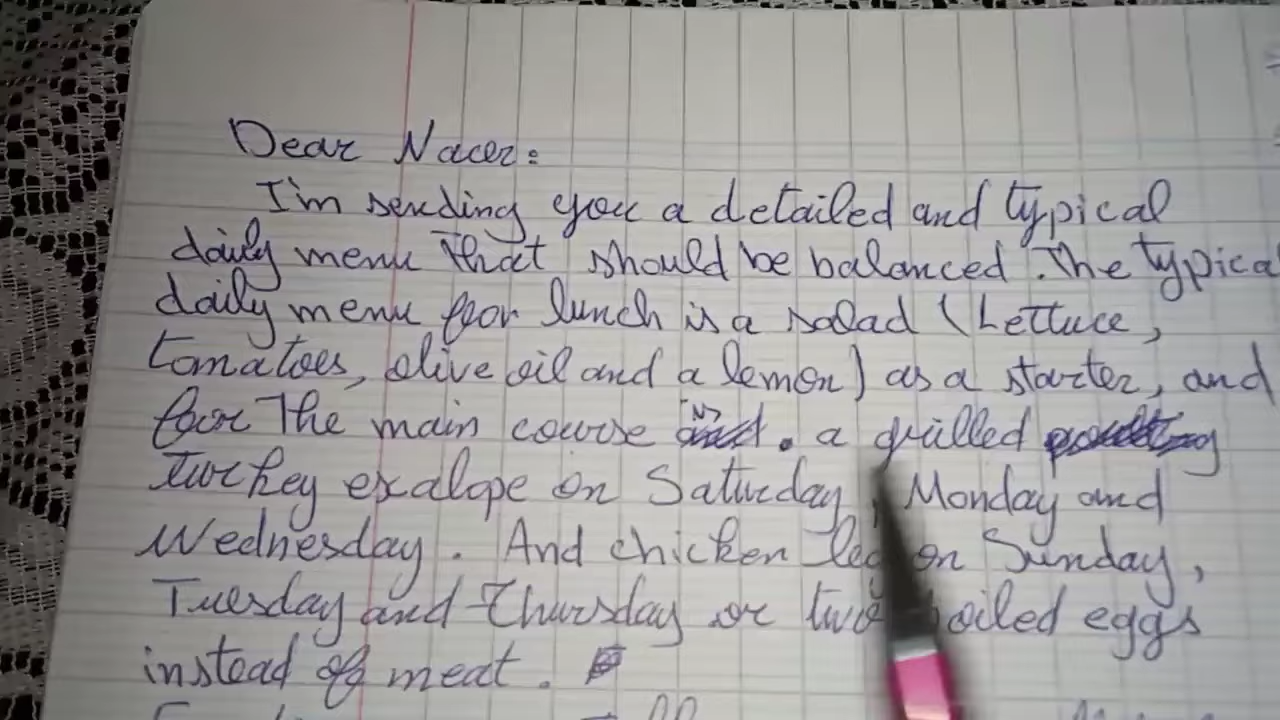 Dear Nacer:
I'm sending you a detailed and typical
daily menu that should be balanced. The typical
daily menu for lunch is a salad (Lettuce,
tomatoes, olive oil and a lemon) as a starter, and
for the main course is a grilled
turkey exalope on Saturday, Monday and
Wednesday. And chicken leg on Sunday,
Tuesday and Thursday or two boiled eggs
instead of meat.